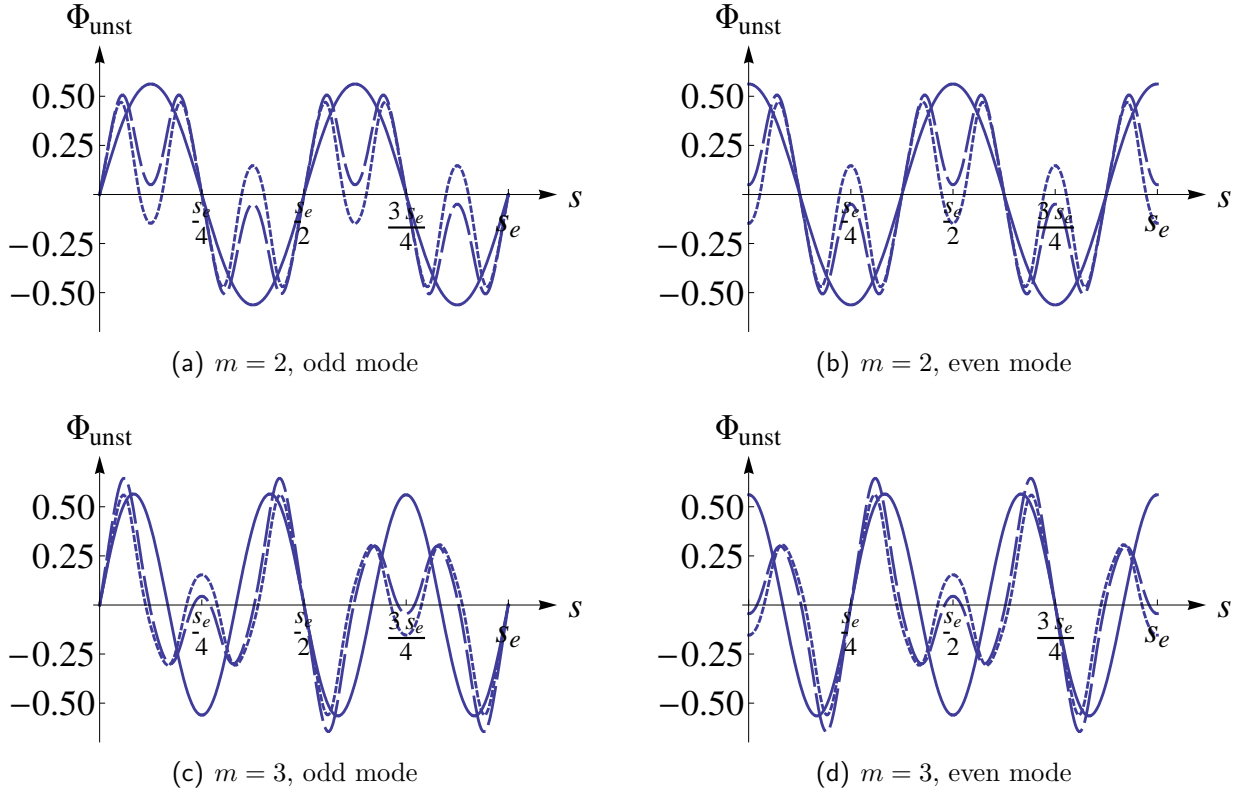 Φunst
0.50
0.25
−0.25
−0.50
se/4
se/2
3 se/4
se
s
(a) m = 2, odd mode
Φunst
0.50
0.25
−0.25
−0.50
se/4
se/2
3 se/4
se
s
(b) m = 2, even mode
Φunst
0.50
0.25
−0.25
−0.50
se/4
se/2
3 se/4
se
s
(c) m = 3, odd mode
Φunst
0.50
0.25
−0.25
−0.50
se/4
se/2
3 se/4
se
s
(d) m = 3, even mode